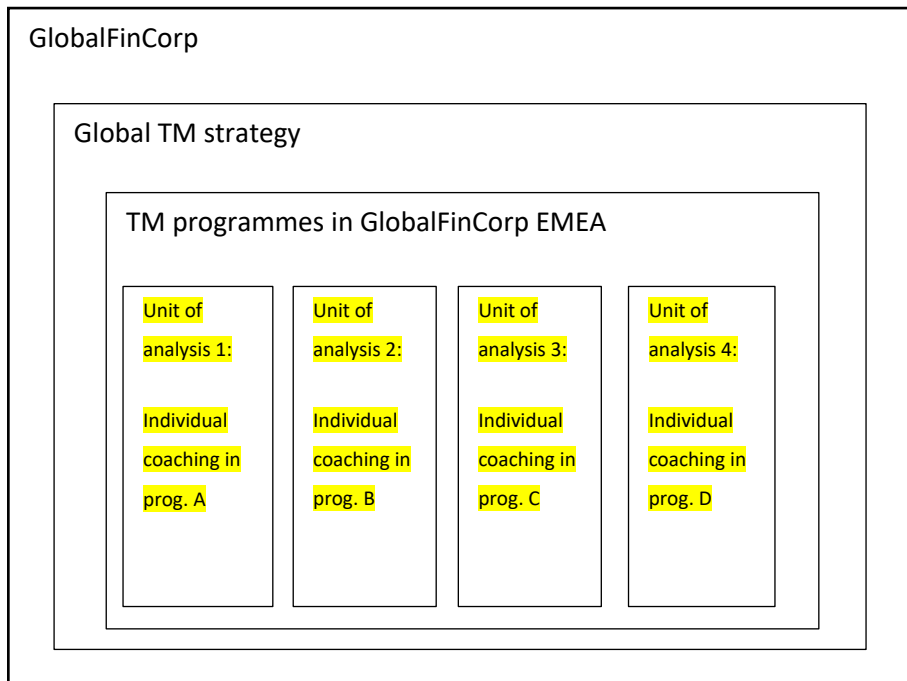 GlobalFinCorp
Global TM strategy
TM programmes in GlobalFinCorp EMEA
Unit of
analysis 1:
Individual
coaching in
prog. A
Unit of
analysis 2:
Individual
coaching in
prog. B
Unit of
analysis 3:
Individual
coaching in
prog. C
Unit of
analysis 4:
Individual
coaching in
prog. D